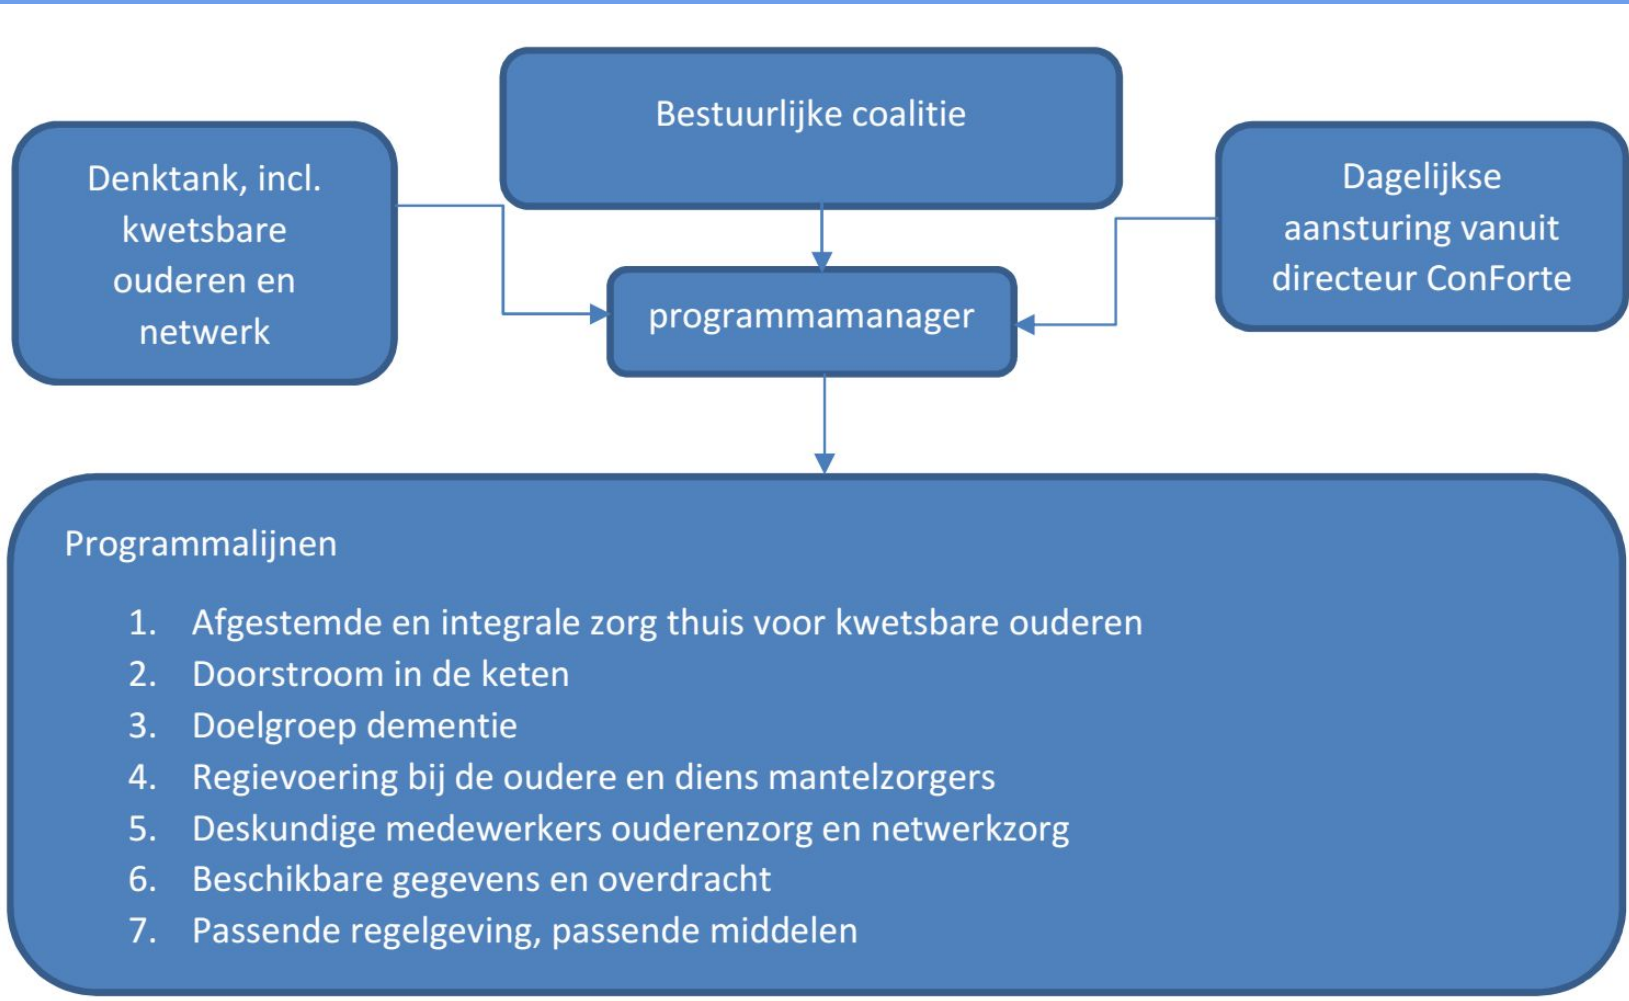 Bestuurlijke coalitie
Denktank, incl.
kwetsbare
ouderen en
netwerk
Dagelijkse
aansturing vanuit
directeur ConForte
programmamanager
Programmalijnen
1. Afgestemde en integrale zorg thuis voor kwetsbare ouderen
2. Doorstroom in de keten
3. Doelgroep dementie
4. Regievoering bij de oudere en diens mantelzorgers
5. Deskundige medewerkers ouderenzorg en netwerkzorg
6. Beschikbare gegevens en overdracht
7. Passende regelgeving, passende middelen